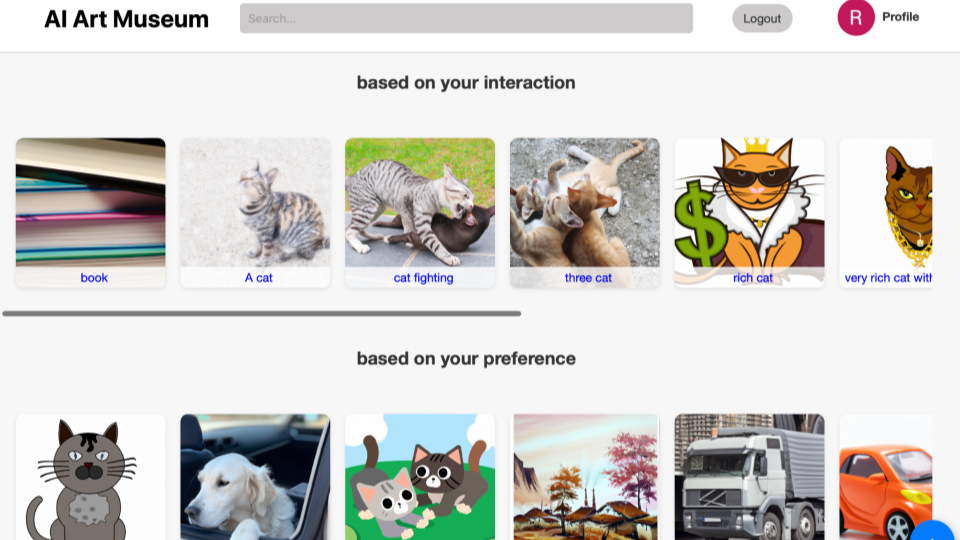 AI Art Museum
Search...
Logout
R
Profile
based on your interaction
book
A cat
cat fighting
three cat
rich cat
very rich cat with
based on your preference